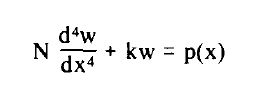 N d⁴w/dx⁴ + kw = p(x)